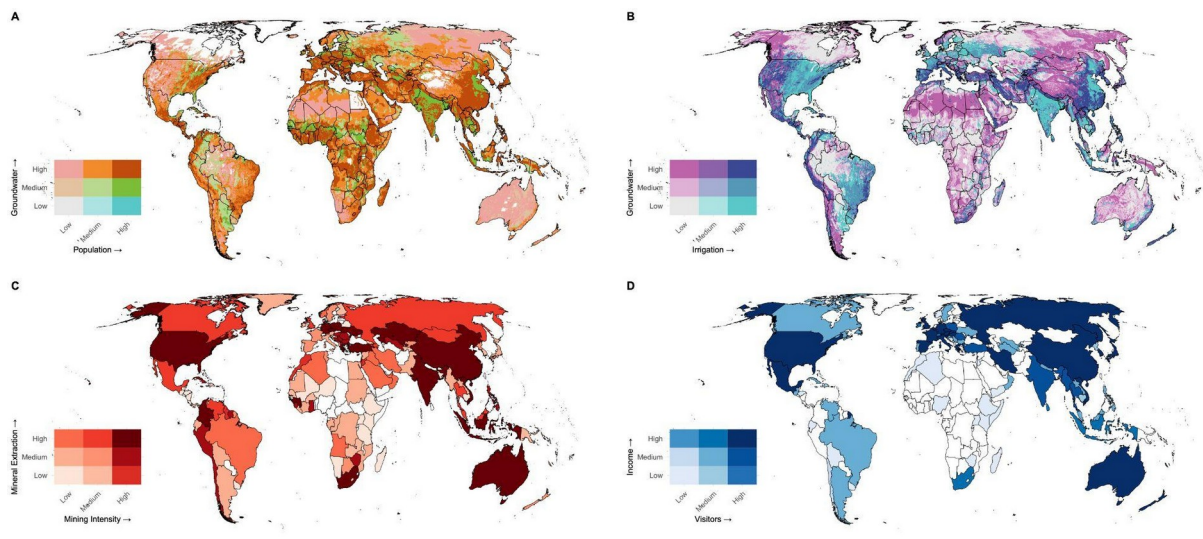 A
Groundwater →
High
Medium
Low
Low
Medium
High
Population →
B
Groundwater →
High
Medium
Low
Low
Medium
High
Irrigation →
C
Mineral Extraction →
High
Medium
Low
Low
Medium
High
Mining Intensity →
D
Income →
High
Medium
Low
Low
Medium
High
Visitors →